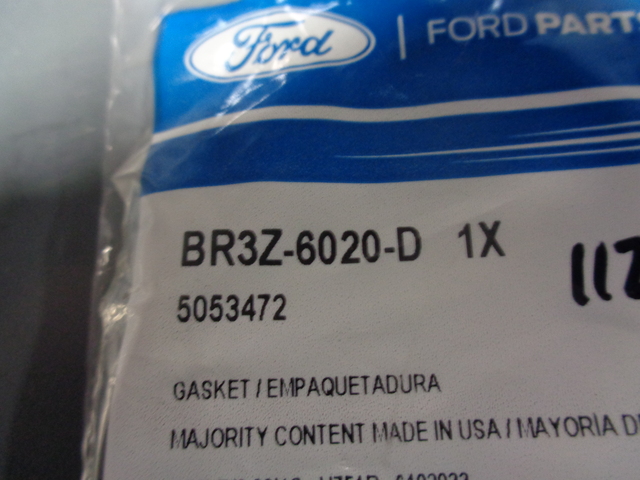 Ford | FORD PARTS
BR3Z-6020-D 1X
5053472
GASKET / EMPAQUETADURA
MAJORITY CONTENT MADE IN USA / MAYORIA